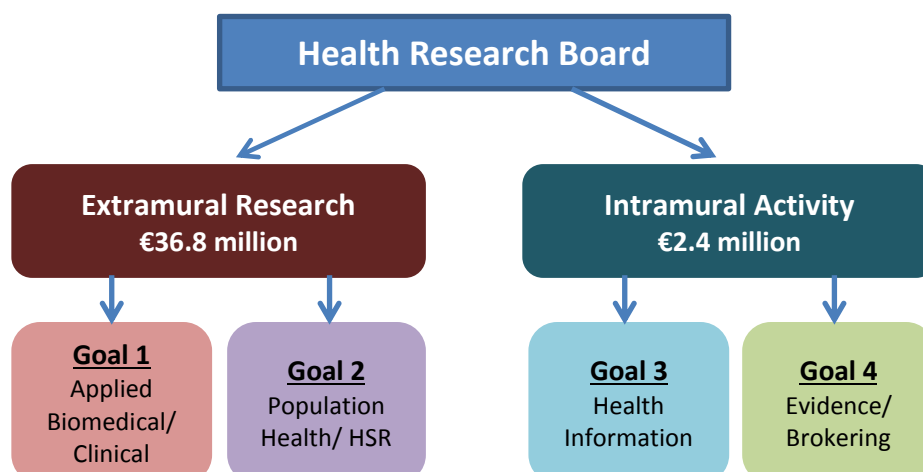 Health Research Board
Extramural Research
€36.8 million
Intramural Activity
€2.4 million
Goal 1
Applied
Biomedical/
Clinical
Goal 2
Population
Health/ HSR
Goal 3
Health
Information
Goal 4
Evidence/
Brokering